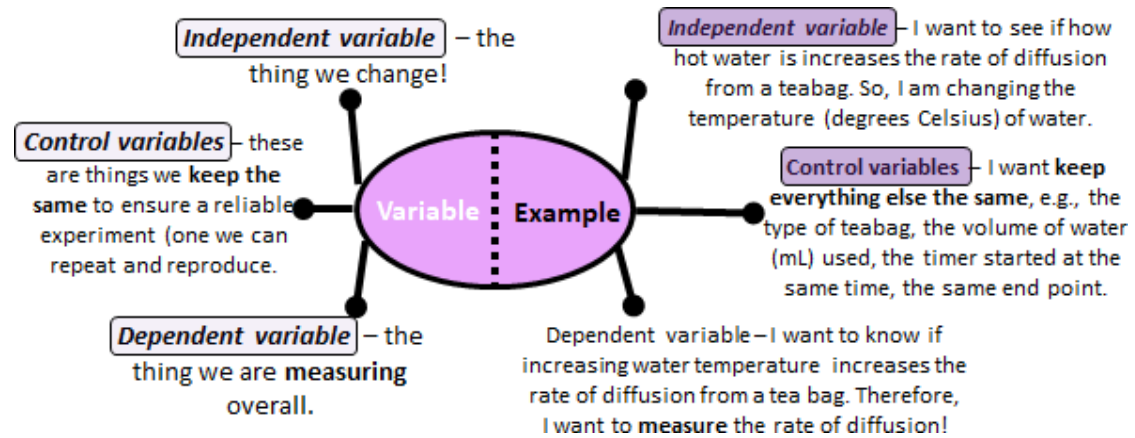 Independent variable – the
thing we change!
Control variables – these
are things we keep the
same to ensure a reliable
experiment (one we can
repeat and reproduce.
Dependent variable – the
thing we are measuring
overall.
Variable
Example
Independent variable – I want to see if how
hot water is increases the rate of diffusion
from a teabag. So, I am changing the
temperature (degrees Celsius) of water.
Control variables – I want keep
everything else the same, e.g., the
type of teabag, the volume of water
(mL) used, the timer started at the
same time, the same end point.
Dependent variable – I want to know if
increasing water temperature increases the
rate of diffusion from a tea bag. Therefore,
I want to measure the rate of diffusion!